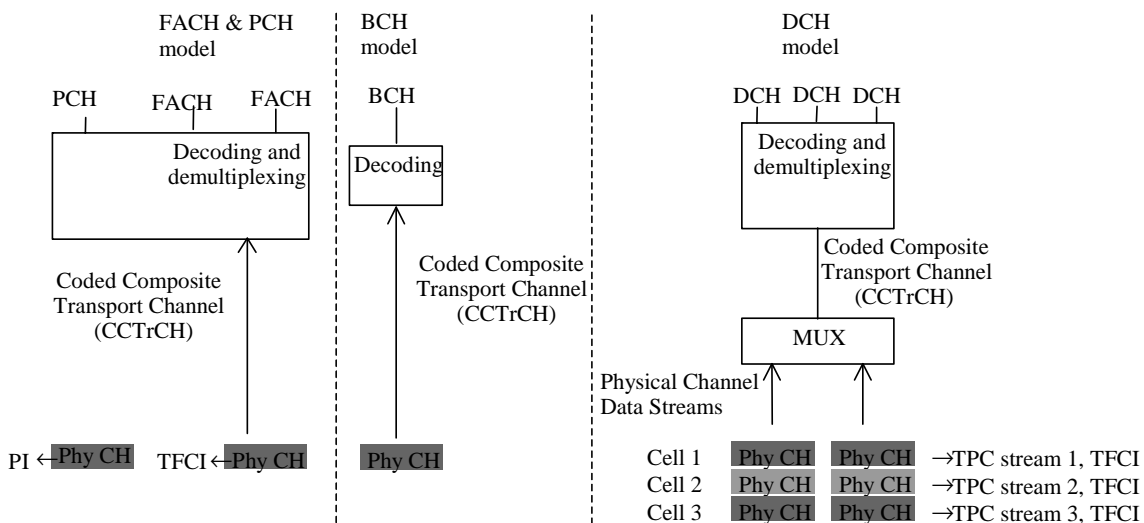 FACH & PCH
model
PCH
FACH
FACH
Decoding and
demultiplexing
Coded Composite
Transport Channel
(CCTrCH)
PI ← Phy CH
TFCI ← Phy CH
BCH
model
BCH
Decoding
Coded Composite
Transport Channel
(CCTrCH)
Phy CH
DCH
model
DCH DCH DCH
Decoding and
demultiplexing
Coded Composite
Transport Channel
(CCTrCH)
MUX
Physical Channel
Data Streams
Cell 1 Phy CH Phy CH →TPC stream 1, TFCI
Cell 2 Phy CH Phy CH →TPC stream 2, TFCI
Cell 3 Phy CH Phy CH →TPC stream 3, TFCI